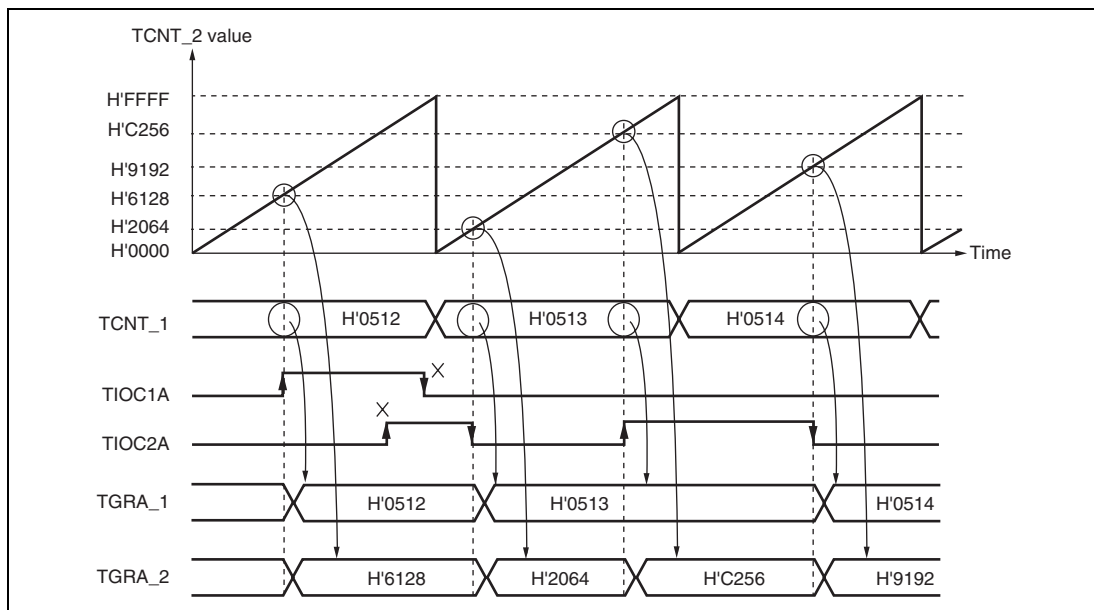 TCNT_2 value
H'FFFF
H'C256
H'9192
H'6128
H'2064
H'0000
Time
TCNT_1 H'0512 H'0513 H'0514
TIOC1A
TIOC2A
TGRA_1 H'0512 H'0513 H'0514
TGRA_2 H'6128 H'2064 H'C256 H'9192